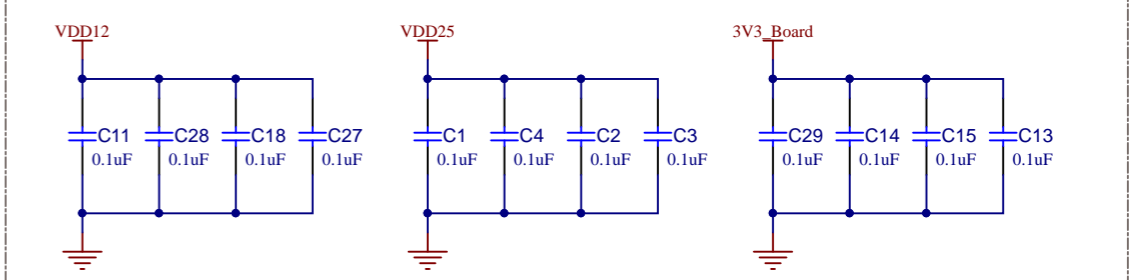 VDD12 VDD25 3V3_Board
C11 C28 C18 C27 C1 C4 C2 C3 C29 C14 C15 C13
0.1uF 0.1uF 0.1uF 0.1uF 0.1uF 0.1uF 0.1uF 0.1uF 0.1uF 0.1uF 0.1uF 0.1uF